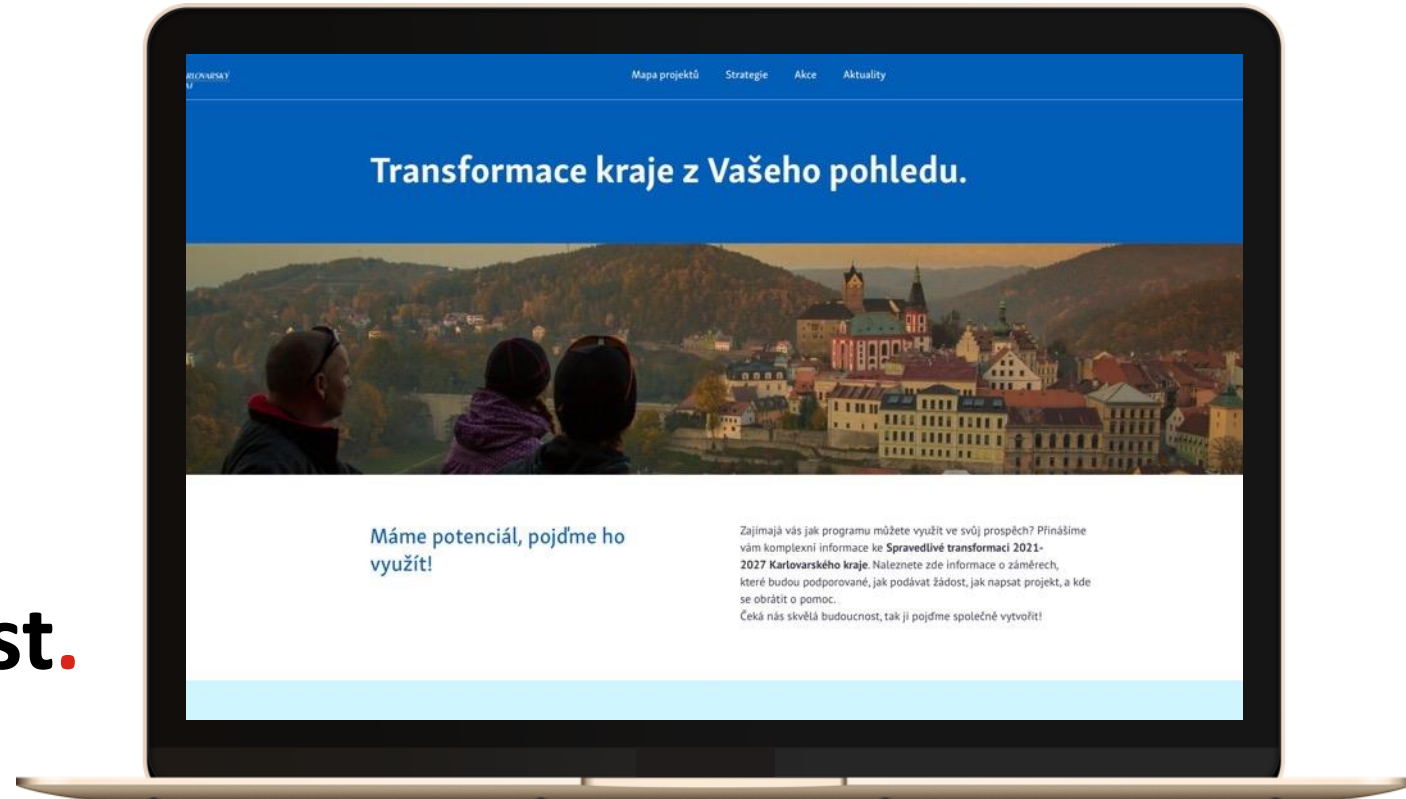 Mapa projektů Strategie Akce Aktuality
Transformace kraje z Vašeho pohledu.
Máme potenciál, pojďme ho
využít!
Zajímají vás jak programu můžete využít ve svůj prospěch? Přinášíme
vám komplexní informace ke Spravedlivé transformaci 2021-
2027 Karlovarského kraje. Naleznete zde informace o záměrech,
které budou podporované, jak podávat žádost, jak napsat projekt, a kde
se obrátit o pomoc.
Čeká nás skvělá budoucnost, tak ji pojďme společně vytvořit!
st.